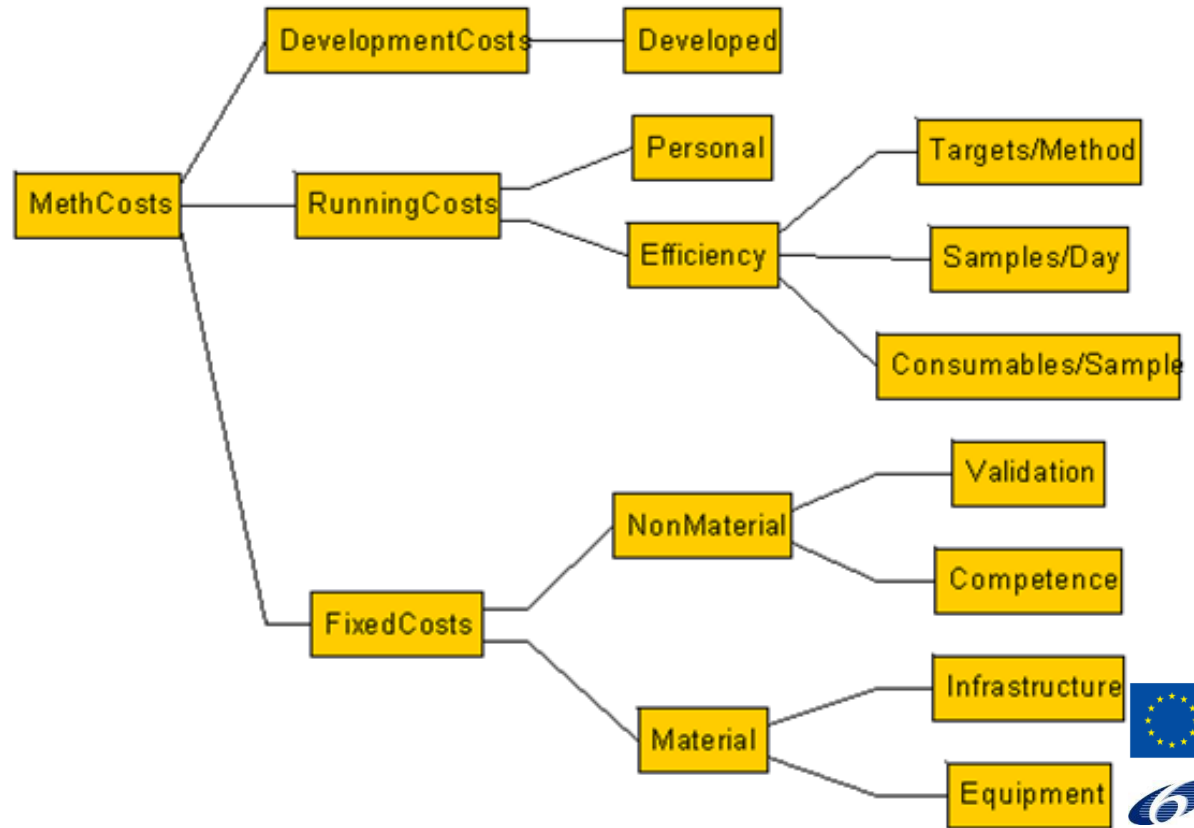 DevelopmentCosts
Developed
Personal
Targets/Method
MethCosts
RunningCosts
Efficiency
Samples/Day
Consumables/Sample
Validation
NonMaterial
Competence
FixedCosts
Infrastructure
Material
Equipment
6